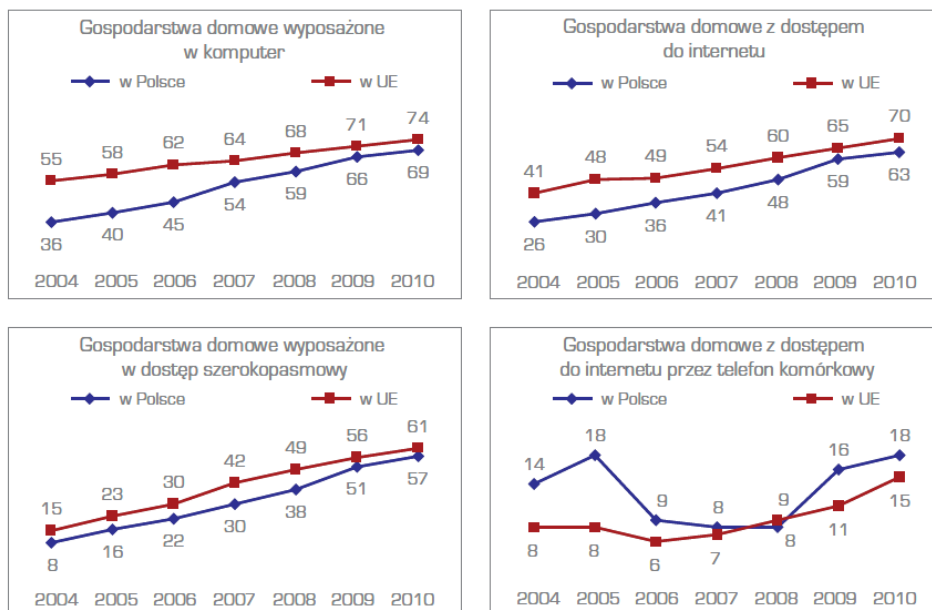 Gospodarstwa domowe wyposażone
w komputer
w Polsce w UE
55 58 62 64 68 71 74
36 40 45 54 59 66 69
2004 2005 2006 2007 2008 2009 2010
Gospodarstwa domowe z dostępem
do internetu
w Polsce w UE
41 48 49 54 60 65 70
26 30 36 41 48 59 63
2004 2005 2006 2007 2008 2009 2010
Gospodarstwa domowe wyposażone
w dostęp szerokopasmowy
w Polsce w UE
15 23 30 42 49 56 61
8 16 22 30 38 51 57
2004 2005 2006 2007 2008 2009 2010
Gospodarstwa domowe z dostępem
do internetu przez telefon komórkowy
w Polsce w UE
14 18 9 8 9 16 18
8 8 6 7 8 11 15
2004 2005 2006 2007 2008 2009 2010